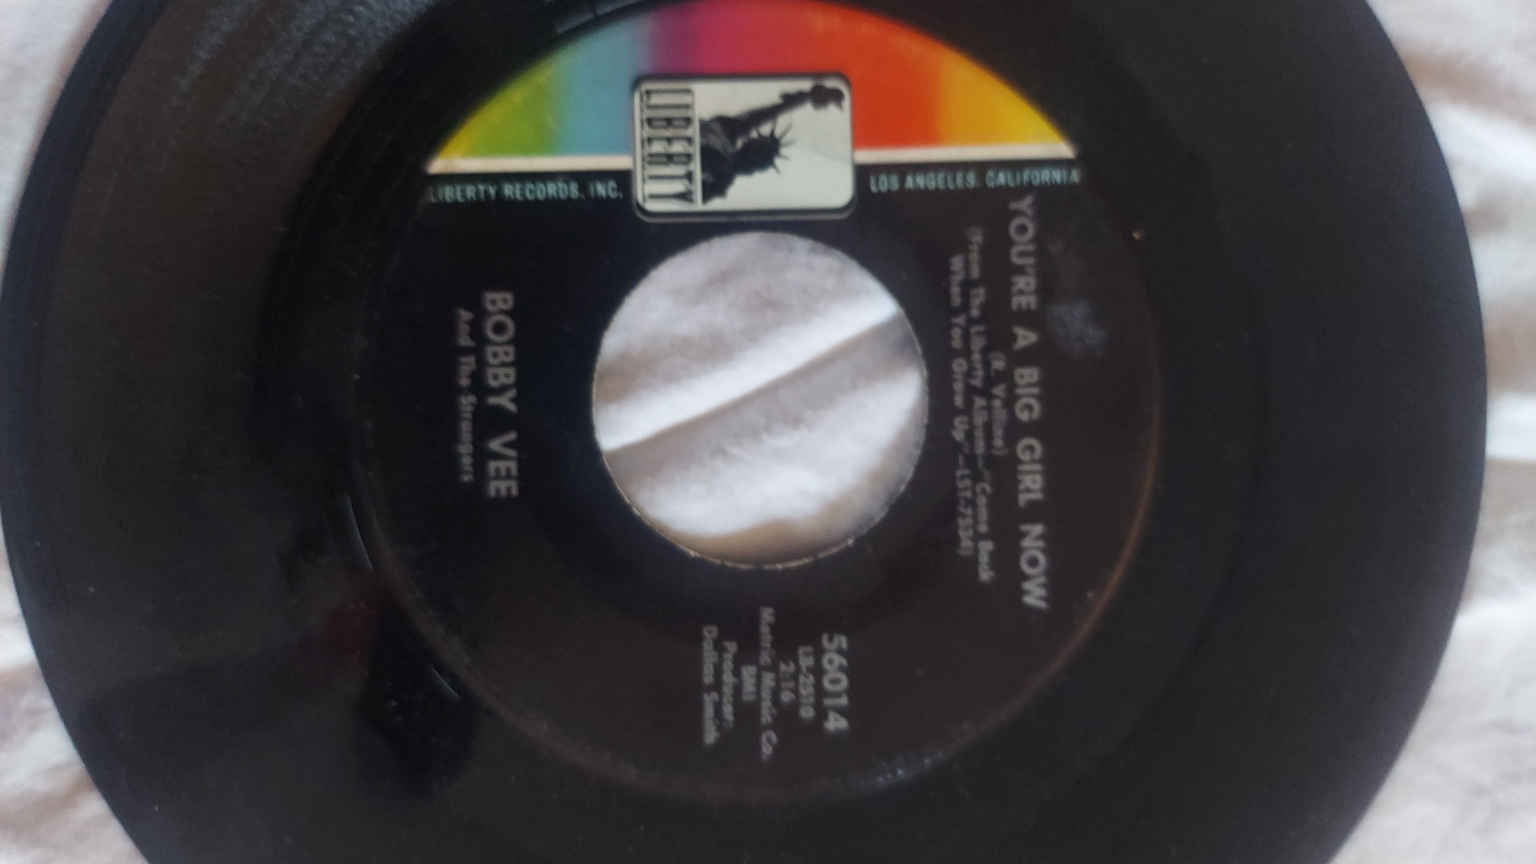 LIBERTY
LIBERTY RECORDS, INC.
LOS ANGELES, CALIFORNIA
YOU'RE A BIG GIRL NOW
(R. Velline)
(From The Liberty Album—"Come Back
When You Grow Up"—LST-7534)
56014
LB-2510
2:16
Metric Music Co.
BMI
Producer:
Dallas Smith
BOBBY VEE
And The Strangers